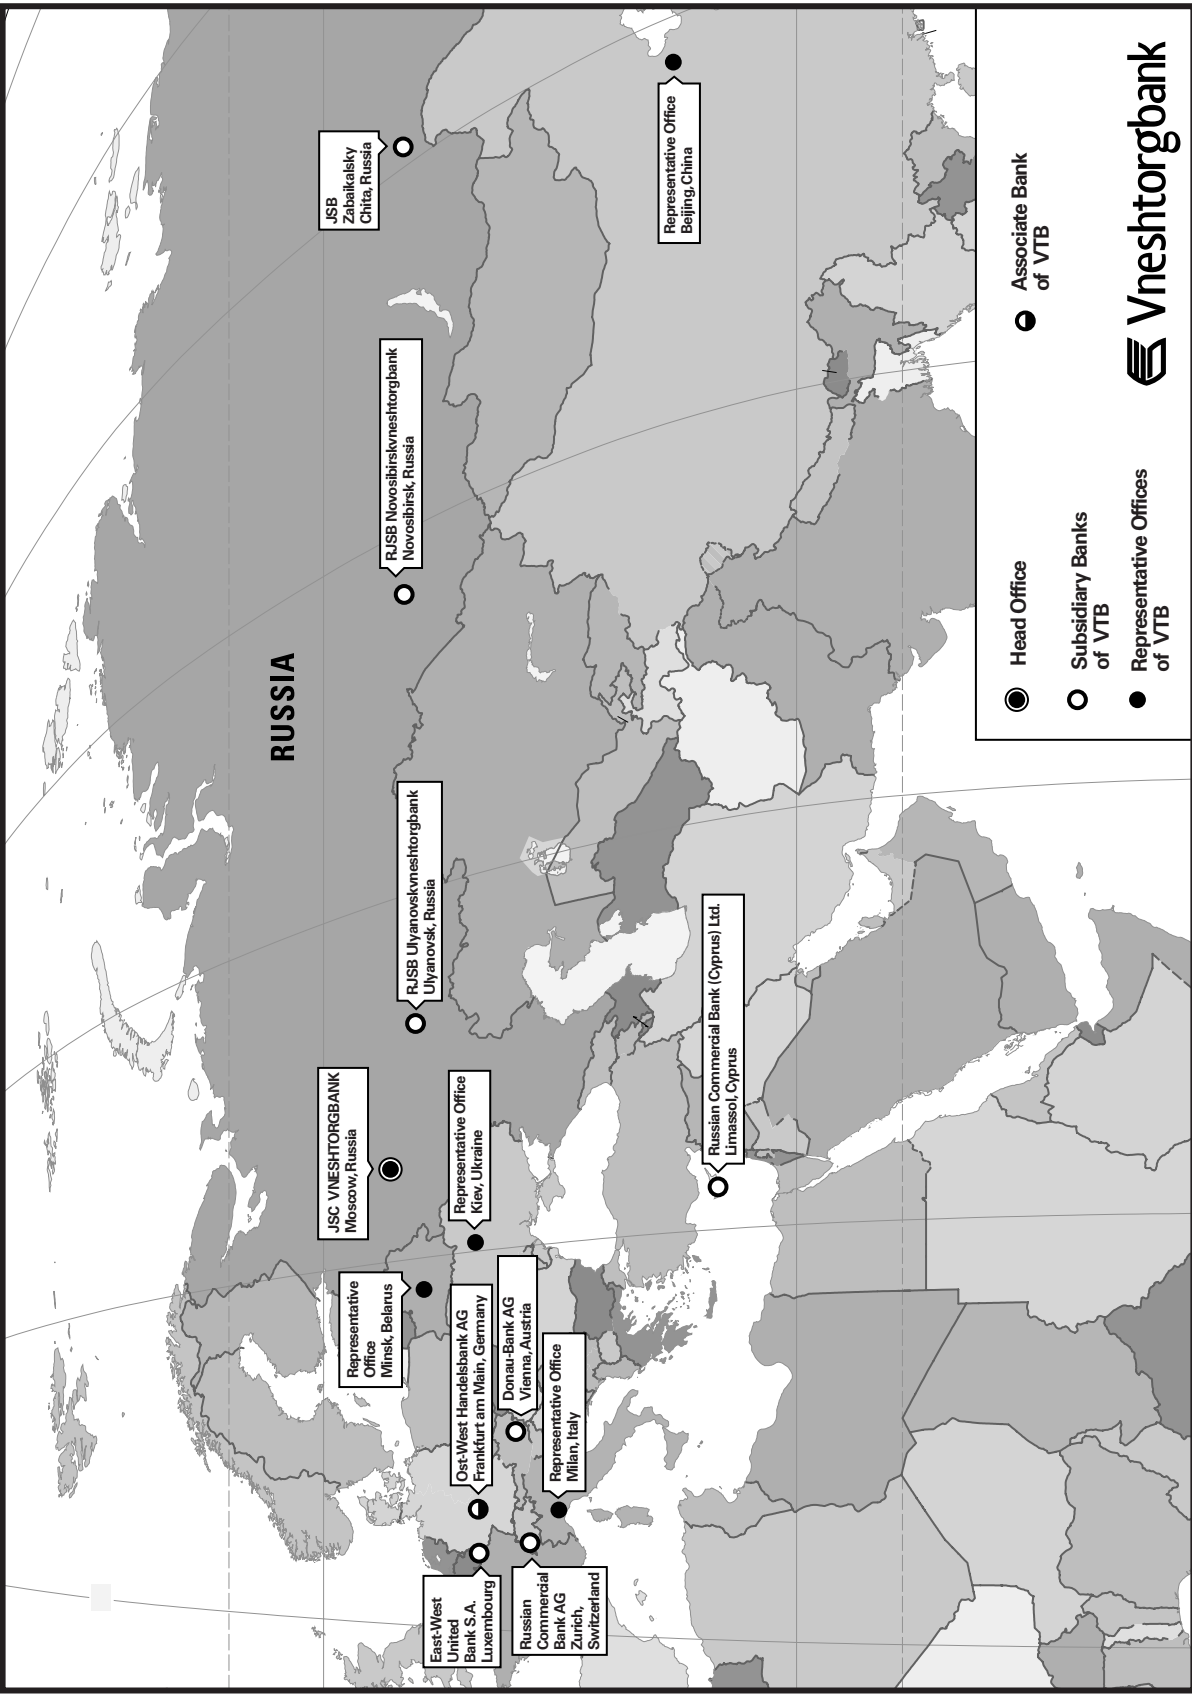 RUSSIA
JSB
Zabaikalsky
Chita, Russia
RJSB Novosibirskvneshtorgbank
Novosibirsk, Russia
RJSB Ulyanovskvneshtorgbank
Ulyanovsk, Russia
JSC VNESHTORGBANK
Moscow, Russia
Representative
Office
Minsk, Belarus
Representative Office
Kiev, Ukraine
Ost-West Handelsbank AG
Frankfurt am Main, Germany
Donau-Bank AG
Vienna, Austria
Representative Office
Milan, Italy
East-West
United
Bank S.A.
Luxembourg
Russian
Commercial
Bank AG
Zurich,
Switzerland
Russian Commercial Bank (Cyprus) Ltd.
Limassol, Cyprus
Representative Office
Beijing, China
Head Office
Subsidiary Banks
of VTB
Representative Offices
of VTB
Associate Bank
of VTB
Vneshtorgbank